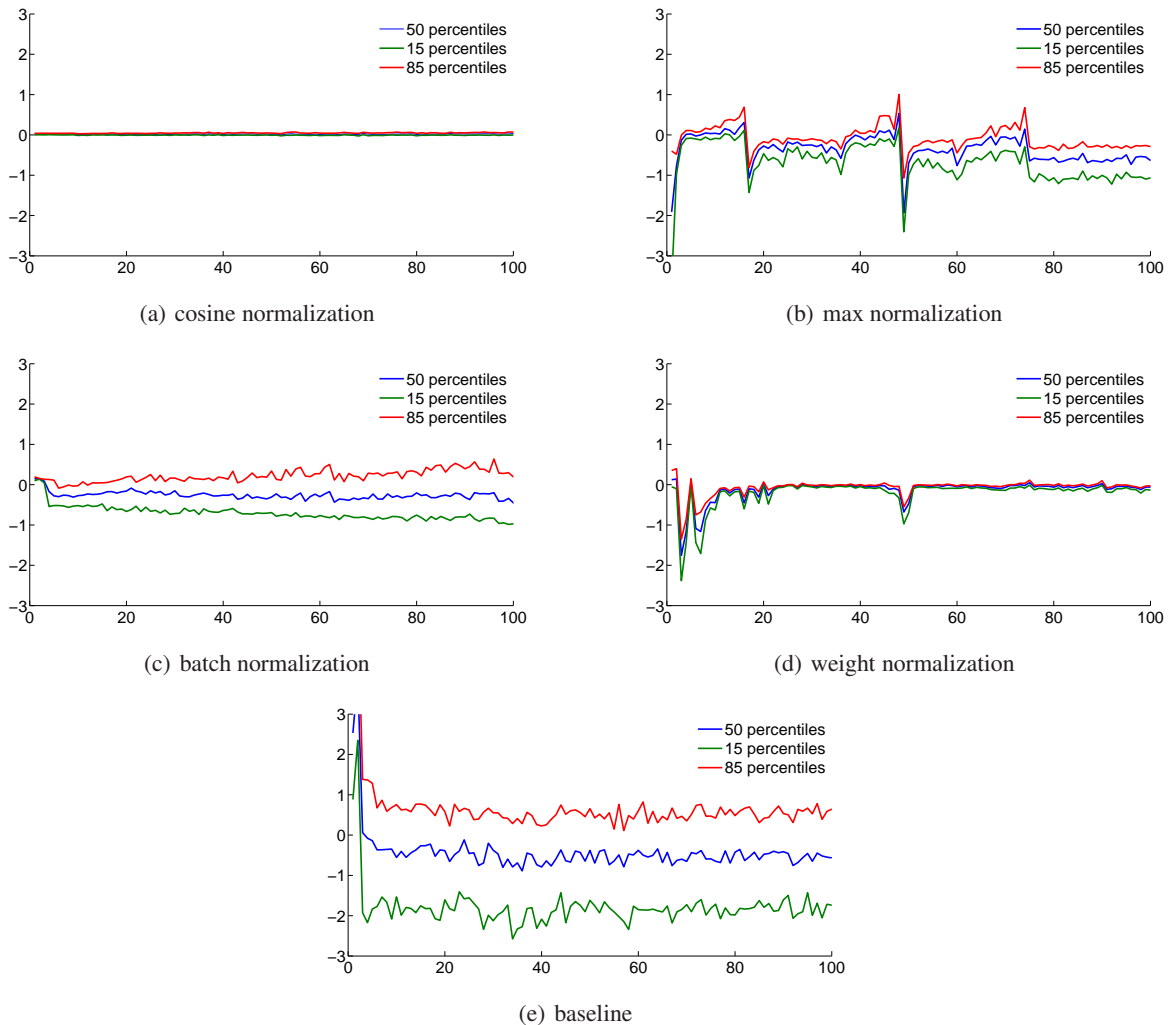 3
2
1
0
−1
−2
−3
0 20 40 60 80 100
50 percentiles
15 percentiles
85 percentiles
(a) cosine normalization
3
2
1
0
−1
−2
−3
0 20 40 60 80 100
50 percentiles
15 percentiles
85 percentiles
(b) max normalization
3
2
1
0
−1
−2
−3
0 20 40 60 80 100
50 percentiles
15 percentiles
85 percentiles
(c) batch normalization
3
2
1
0
−1
−2
−3
0 20 40 60 80 100
50 percentiles
15 percentiles
85 percentiles
(d) weight normalization
3
2
1
0
−1
−2
−3
0 20 40 60 80 100
50 percentiles
15 percentiles
85 percentiles
(e) baseline